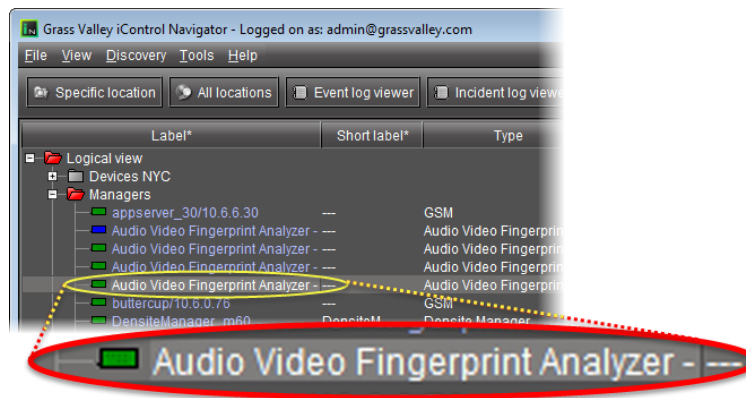 Grass Valley iControl Navigator - Logged on as: admin@grassvalley.com
File View Discovery Tools Help
Specific location All locations Event log viewer Incident log viewe
Label* Short label* Type
Logical view
Devices NYC
Managers
appserver_30/10.6.6.30 --- GSM
Audio Video Fingerprint Analyzer - --- Audio Video Fingerprin
Audio Video Fingerprint Analyzer - --- Audio Video Fingerprin
Audio Video Fingerprint Analyzer - --- Audio Video Fingerprin
Audio Video Fingerprint Analyzer - --- Audio Video Fingerprin
buttercup/10.6.0.76 --- GSM
DensiteManager_m60 DensiteM Densite Manager
Audio Video Fingerprint Analyzer - ---